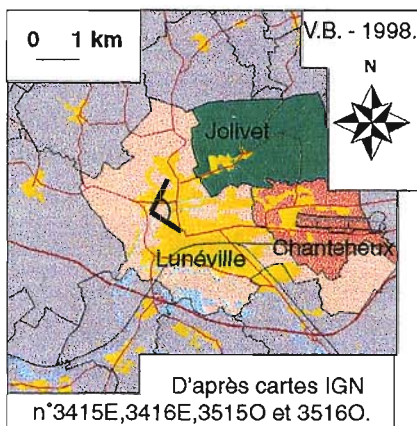 0 1 km
V.B. - 1998.
N
Jolivet
Chanteheux
Lunéville
D'après cartes IGN
n°3415E,3416E,3515O et 3516O.